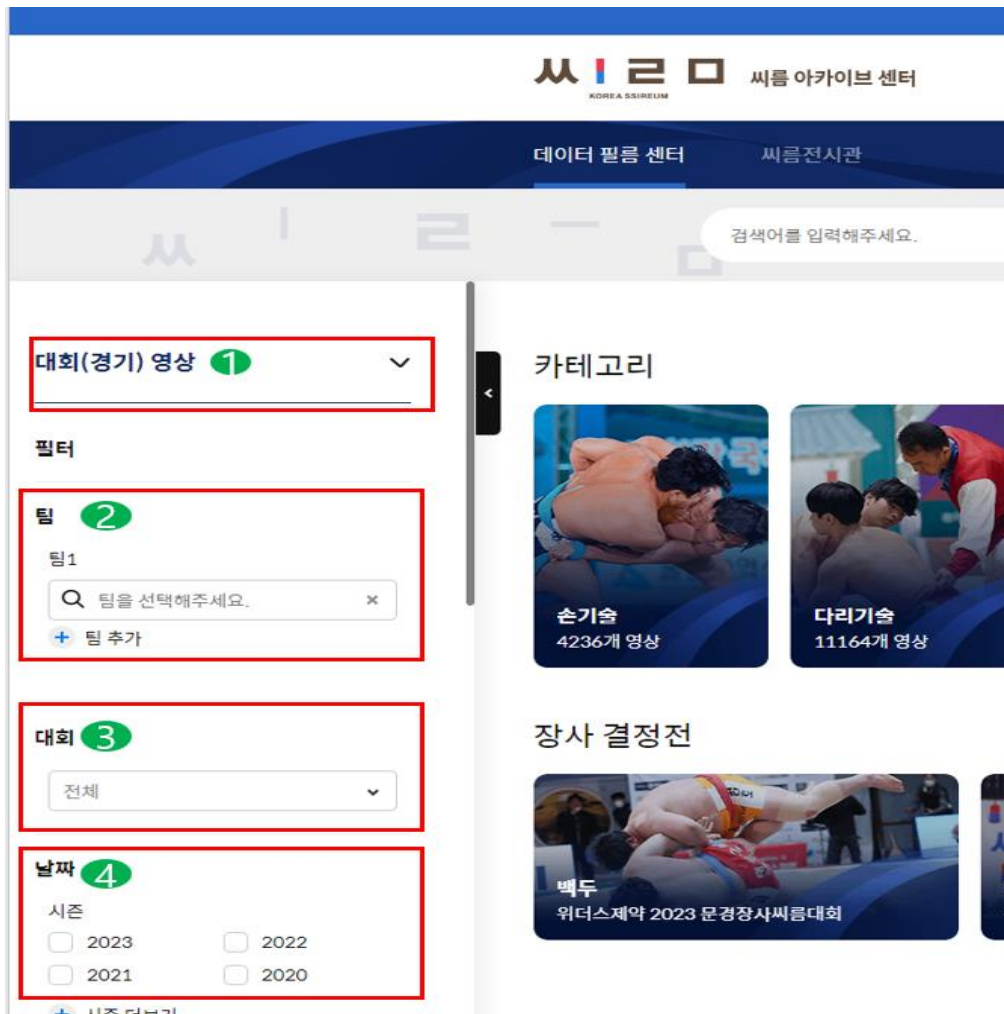 씨름
KOREA SSIREUM
씨름 아카이브 센터
데이터 필름 센터
씨름전시관
ㅆ ㅣ ㄹ ㅡ ㅁ
검색어를 입력해주세요.
대회(경기) 영상 1
필터
팀 2
팀1
팀을 선택해주세요. ×
+ 팀 추가
대회 3
전체
날짜 4
시즌
2023 2022
2021 2020
+ 시즌 더보기
카테고리
손기술
4236개 영상
다리기술
11164개 영상
장사 결정전
백두
위더스제약 2023 문경장사씨름대회